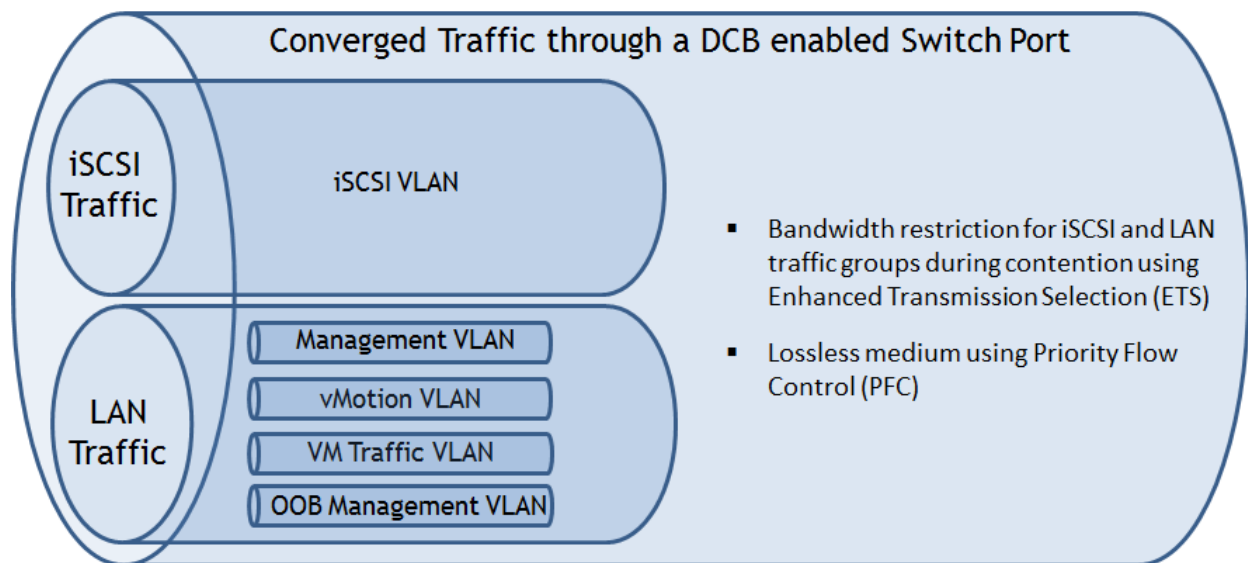 Converged Traffic through a DCB enabled Switch Port
iSCSI
Traffic
iSCSI VLAN
LAN
Traffic
Management VLAN
vMotion VLAN
VM Traffic VLAN
OOB Management VLAN
▪ Bandwidth restriction for iSCSI and LAN
traffic groups during contention using
Enhanced Transmission Selection (ETS)
▪ Lossless medium using Priority Flow
Control (PFC)